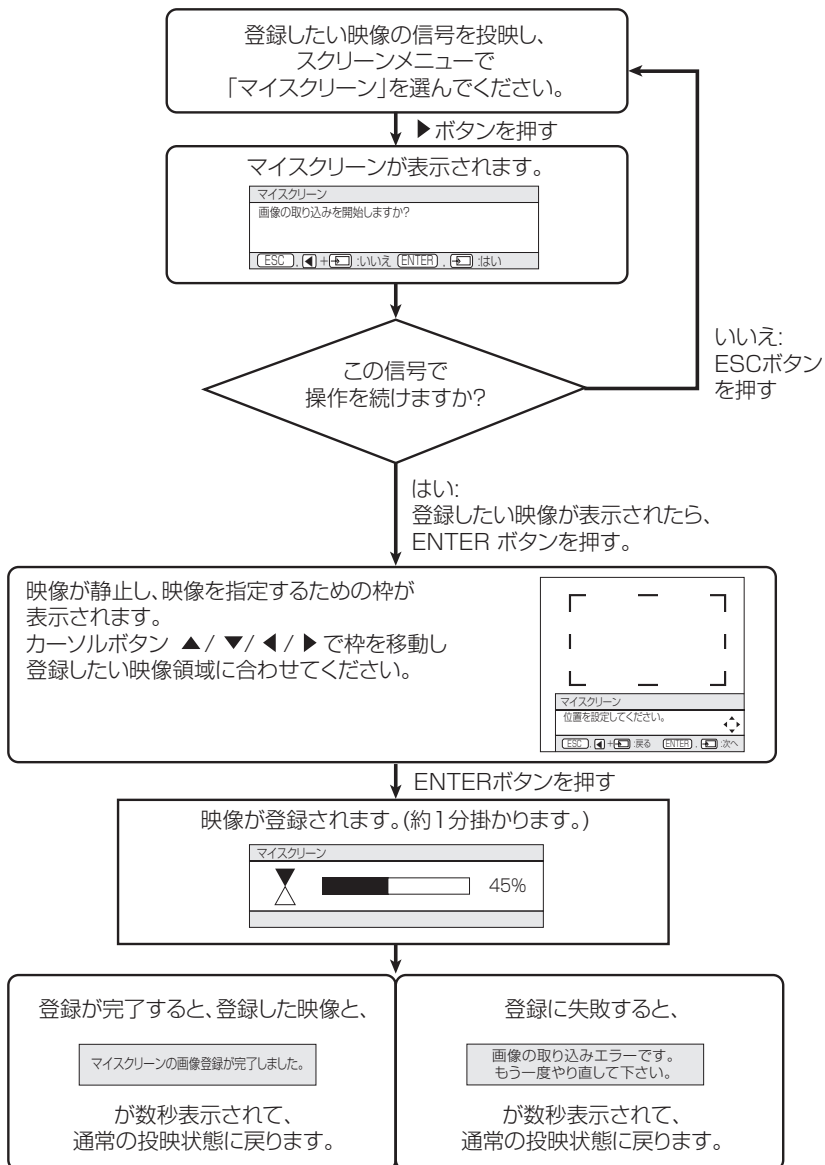 登録したい映像の信号を投映し、
スクリーンメニューで
「マイスクリーン」を選んでください。
▶ボタンを押す
マイスクリーンが表示されます。
マイスクリーン
画像の取り込みを開始しますか?
ESC , ◀+ :いいえ ENTER , :はい
この信号で
操作を続けますか?
いいえ:
ESCボタン
を押す
はい:
登録したい映像が表示されたら、
ENTER ボタンを押す。
映像が静止し、映像を指定するための枠が
表示されます。
カーソルボタン ▲/ ▼/ ◀ / ▶ で枠を移動し
登録したい映像領域に合わせてください。
マイスクリーン
位置を設定してください。
ESC , ◀+ :戻る ENTER , :次へ
ENTERボタンを押す
映像が登録されます。(約1分掛かります。)
マイスクリーン
45%
登録が完了すると、登録した映像と、
マイスクリーンの画像登録が完了しました。
が数秒表示されて、
通常の投映状態に戻ります。
登録に失敗すると、
画像の取り込みエラーです。
もう一度やり直して下さい。
が数秒表示されて、
通常の投映状態に戻ります。